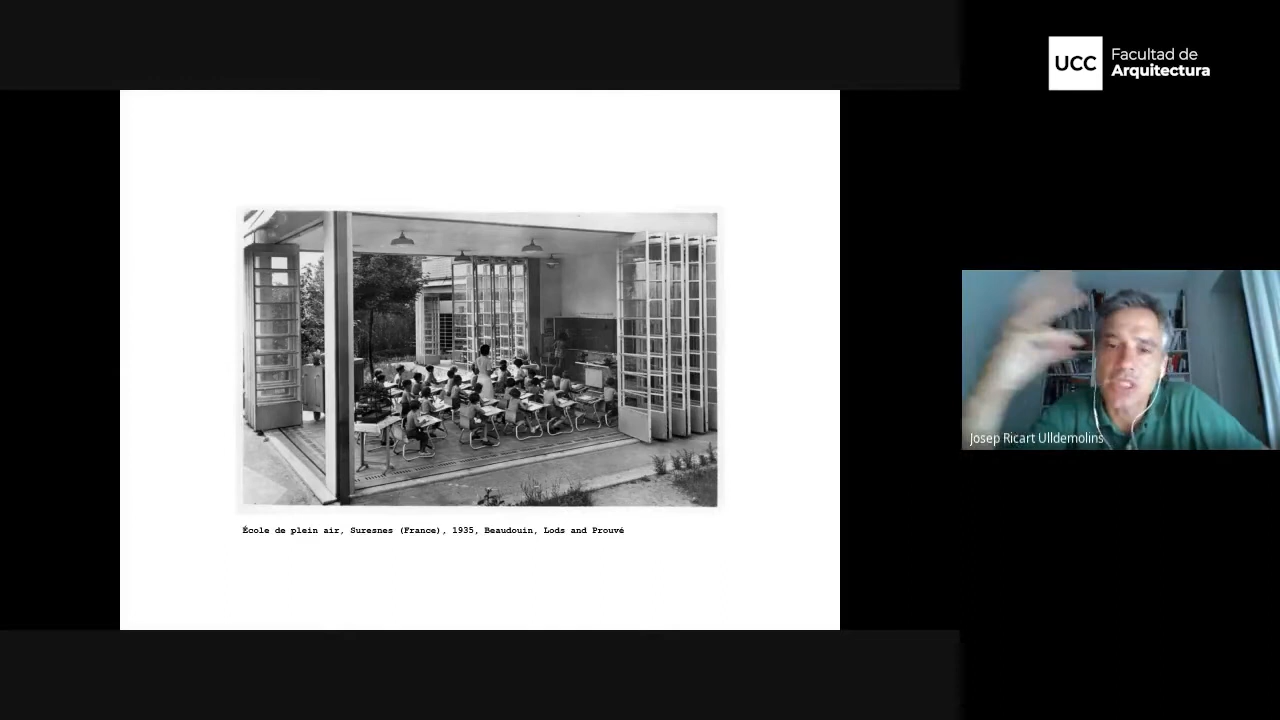 UCC
Facultad de
Arquitectura
École de plein air, Suresnes (France), 1935, Beaudouin, Lods and Prouvé
Josep Ricart Ulldemolins